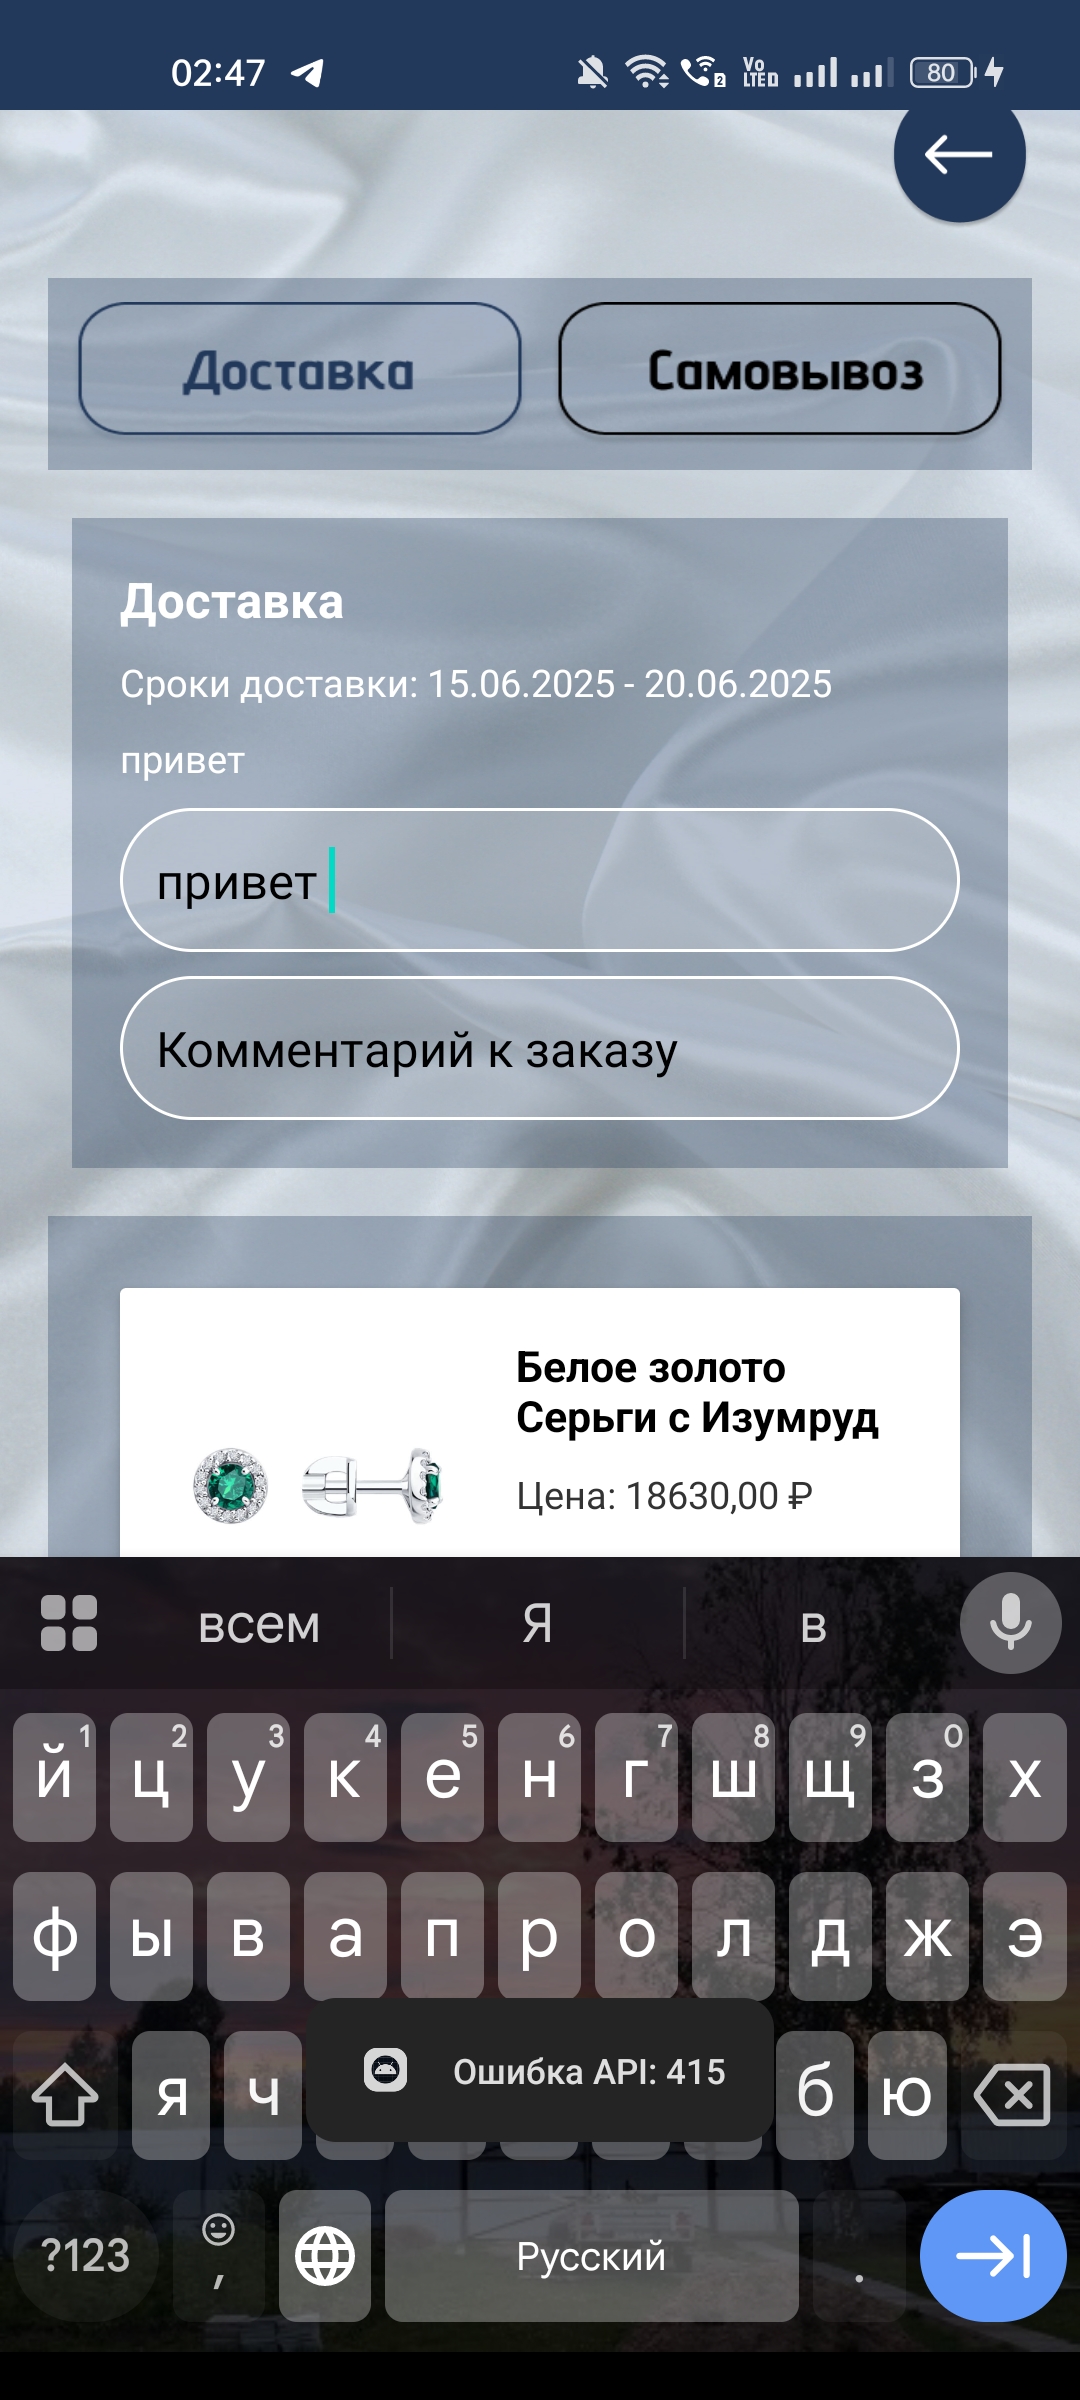 02:47
Vo
LTED
2
80
Доставка
Самовывоз
Доставка
Сроки доставки: 15.06.2025 - 20.06.2025
привет
привет
Комментарий к заказу
Белое золото
Серьги с Изумруд
Цена: 18630,00 ₽
всем
Я
в
1 2 3 4 5 6 7 8 9 0
й ц у к е н г ш щ з х
ф ы в а п р о л д ж э
я ч б ю
Ошибка API: 415
?123
,
Русский
.